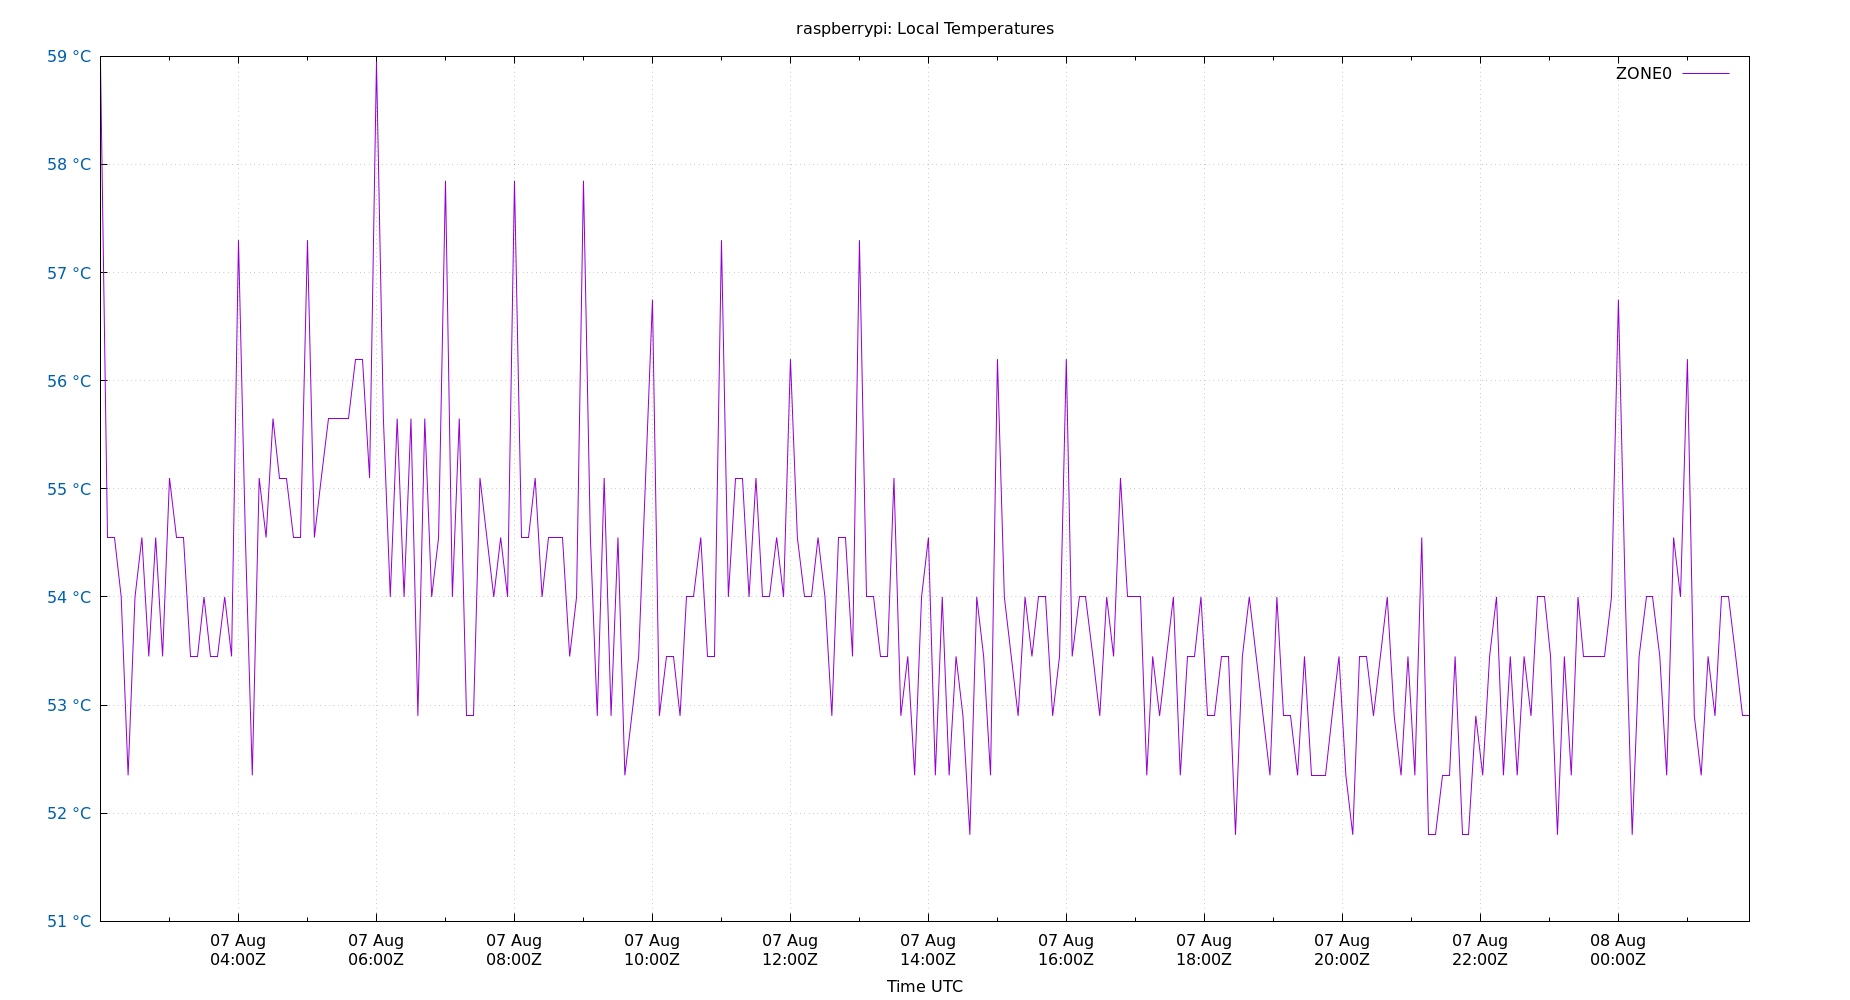 raspberrypi: Local Temperatures
59 °C
58 °C
57 °C
56 °C
55 °C
54 °C
53 °C
52 °C
51 °C
ZONE0
07 Aug 07 Aug 07 Aug 07 Aug 07 Aug 07 Aug 07 Aug 07 Aug 07 Aug 07 Aug 08 Aug
04:00Z 06:00Z 08:00Z 10:00Z 12:00Z 14:00Z 16:00Z 18:00Z 20:00Z 22:00Z 00:00Z
Time UTC